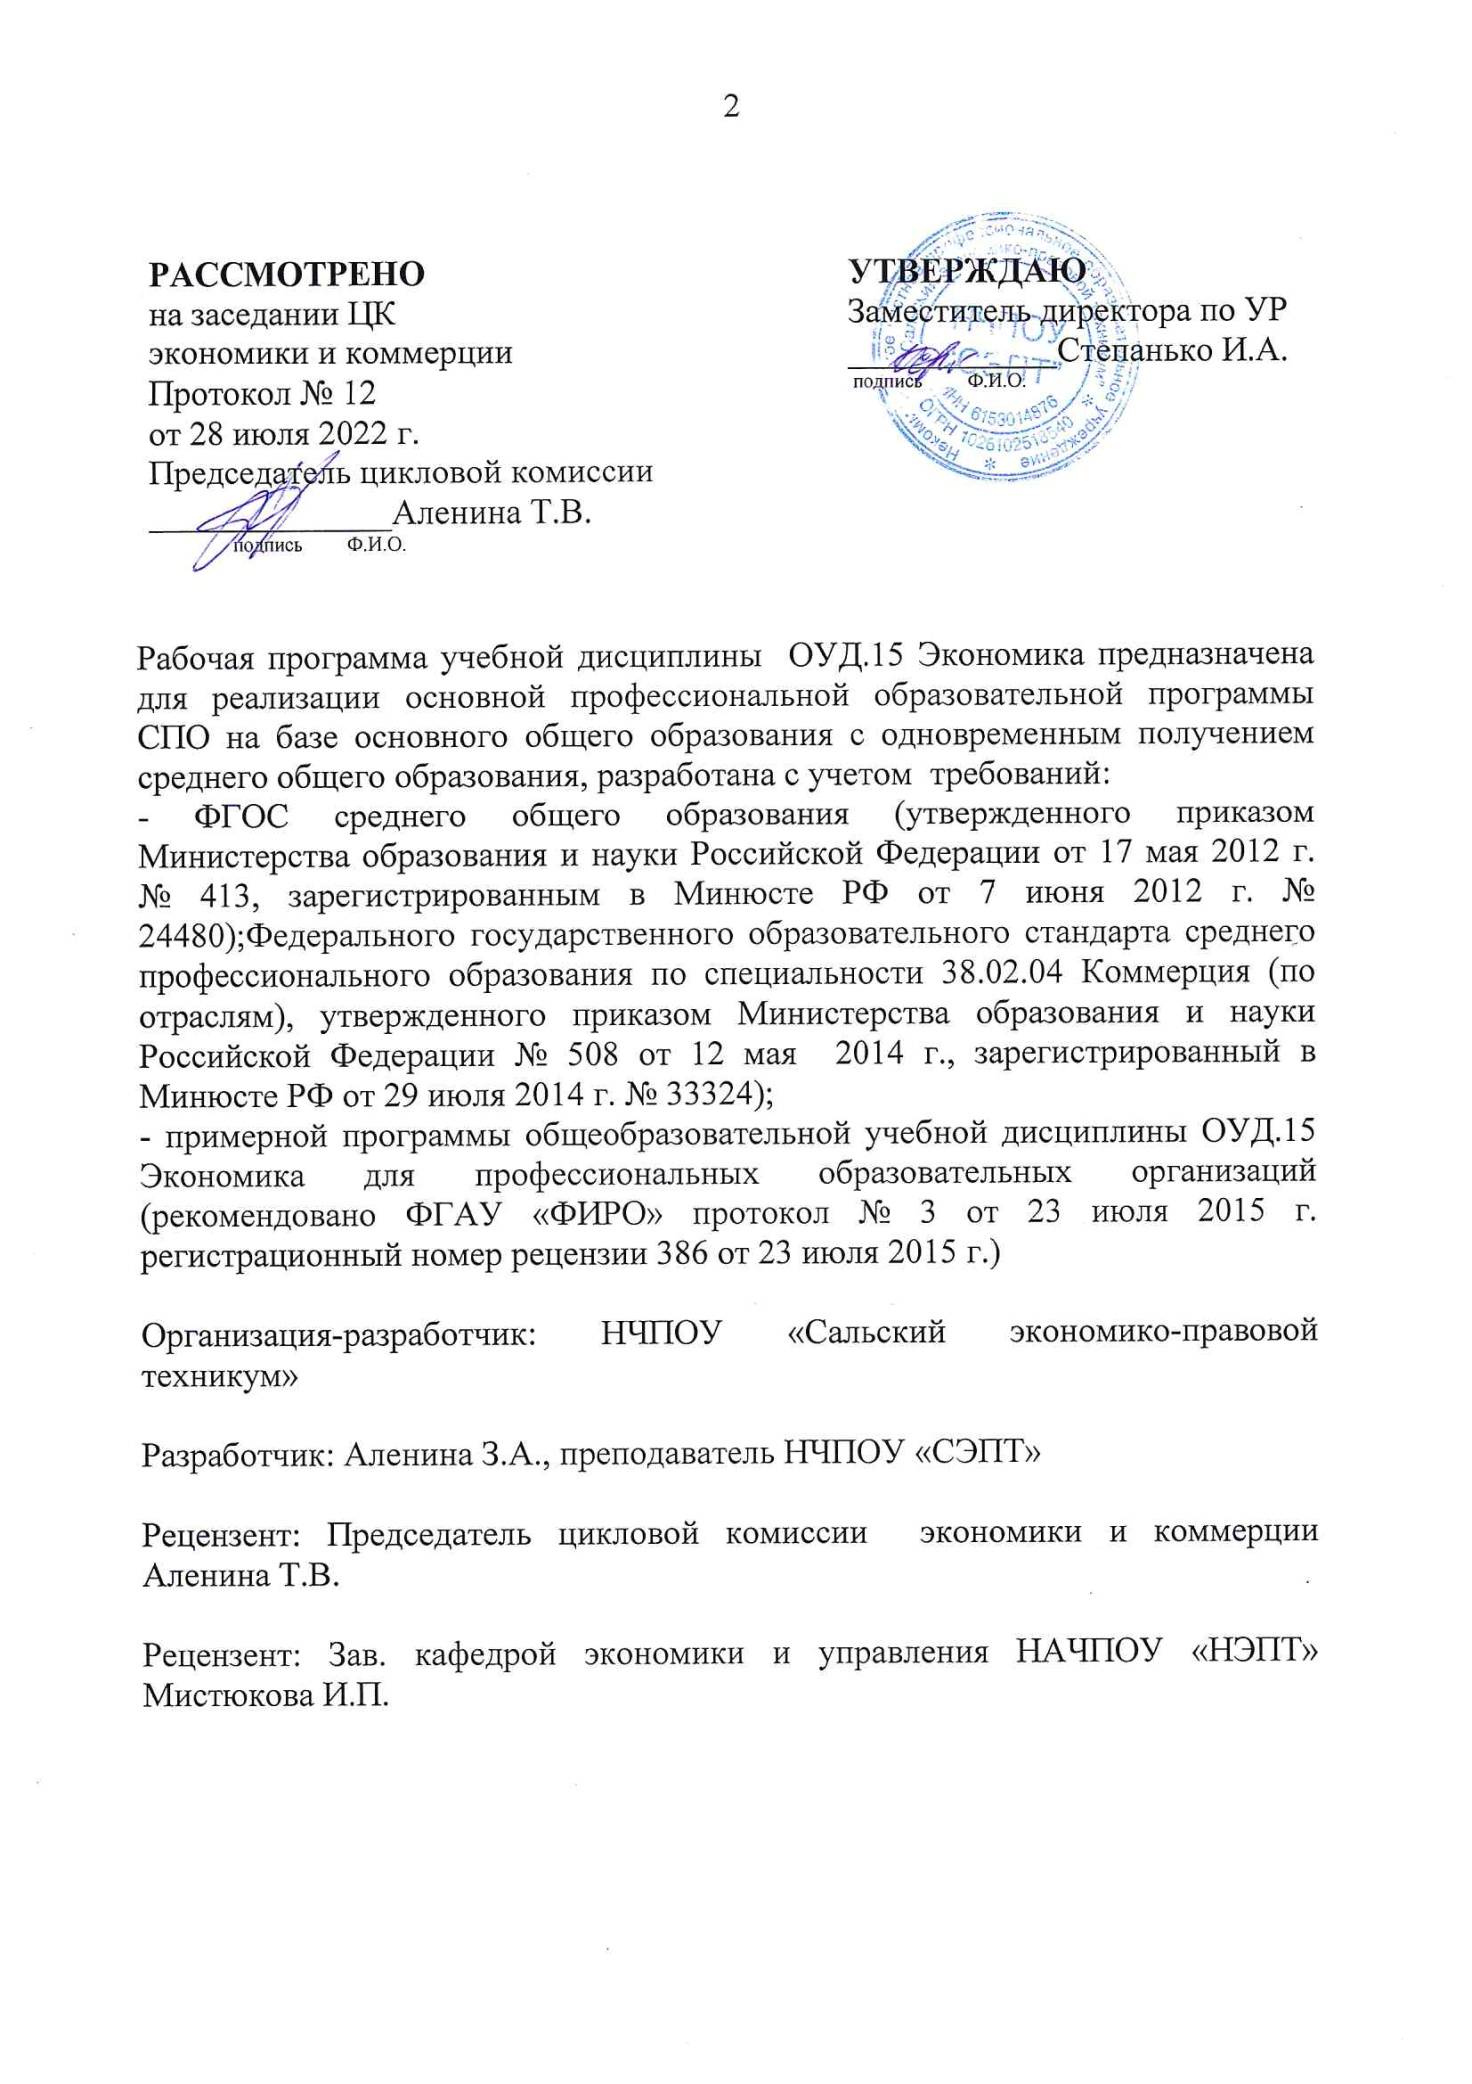 2
РАССМОТРЕНО
на заседании ЦК
экономики и коммерции
Протокол № 12
от 28 июля 2022 г.
Председатель цикловой комиссии
Аленина Т.В.
подпись Ф.И.О.
УТВЕРЖДАЮ
Заместитель директора по УР
Степанько И.А.
подпись Ф.И.О.
ИНН 6153014876
Рабочая программа учебной дисциплины ОУД.15 Экономика предназначена
для реализации основной профессиональной образовательной программы
СПО на базе основного общего образования с одновременным получением
среднего общего образования, разработана с учетом требований:
- ФГОС среднего общего образования (утвержденного приказом
Министерства образования и науки Российской Федерации от 17 мая 2012 г.
№ 413, зарегистрированным в Минюсте РФ от 7 июня 2012 г. №
24480);Федерального государственного образовательного стандарта среднего
профессионального образования по специальности 38.02.04 Коммерция (по
отраслям), утвержденного приказом Министерства образования и науки
Российской Федерации № 508 от 12 мая 2014 г., зарегистрированный в
Минюсте РФ от 29 июля 2014 г. № 33324);
- примерной программы общеобразовательной учебной дисциплины ОУД.15
Экономика для профессиональных образовательных организаций
(рекомендовано ФГАУ «ФИРО» протокол № 3 от 23 июля 2015 г.
регистрационный номер рецензии 386 от 23 июля 2015 г.)
Организация-разработчик: НЧПОУ «Сальский экономико-правовой
техникум»
Разработчик: Аленина З.А., преподаватель НЧПОУ «СЭПТ»
Рецензент: Председатель цикловой комиссии экономики и коммерции
Аленина Т.В.
Рецензент: Зав. кафедрой экономики и управления НАЧПОУ «НЭПТ»
Мистюкова И.П.